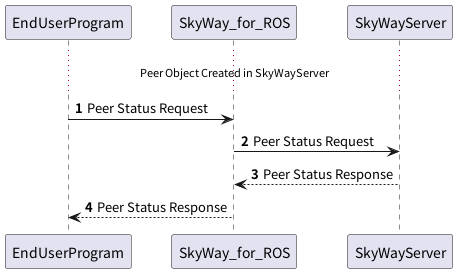 EndUserProgram
SkyWay_for_ROS
SkyWayServer
Peer Object Created in SkyWayServer
1 Peer Status Request
2 Peer Status Request
3 Peer Status Response
4 Peer Status Response
EndUserProgram
SkyWay_for_ROS
SkyWayServer